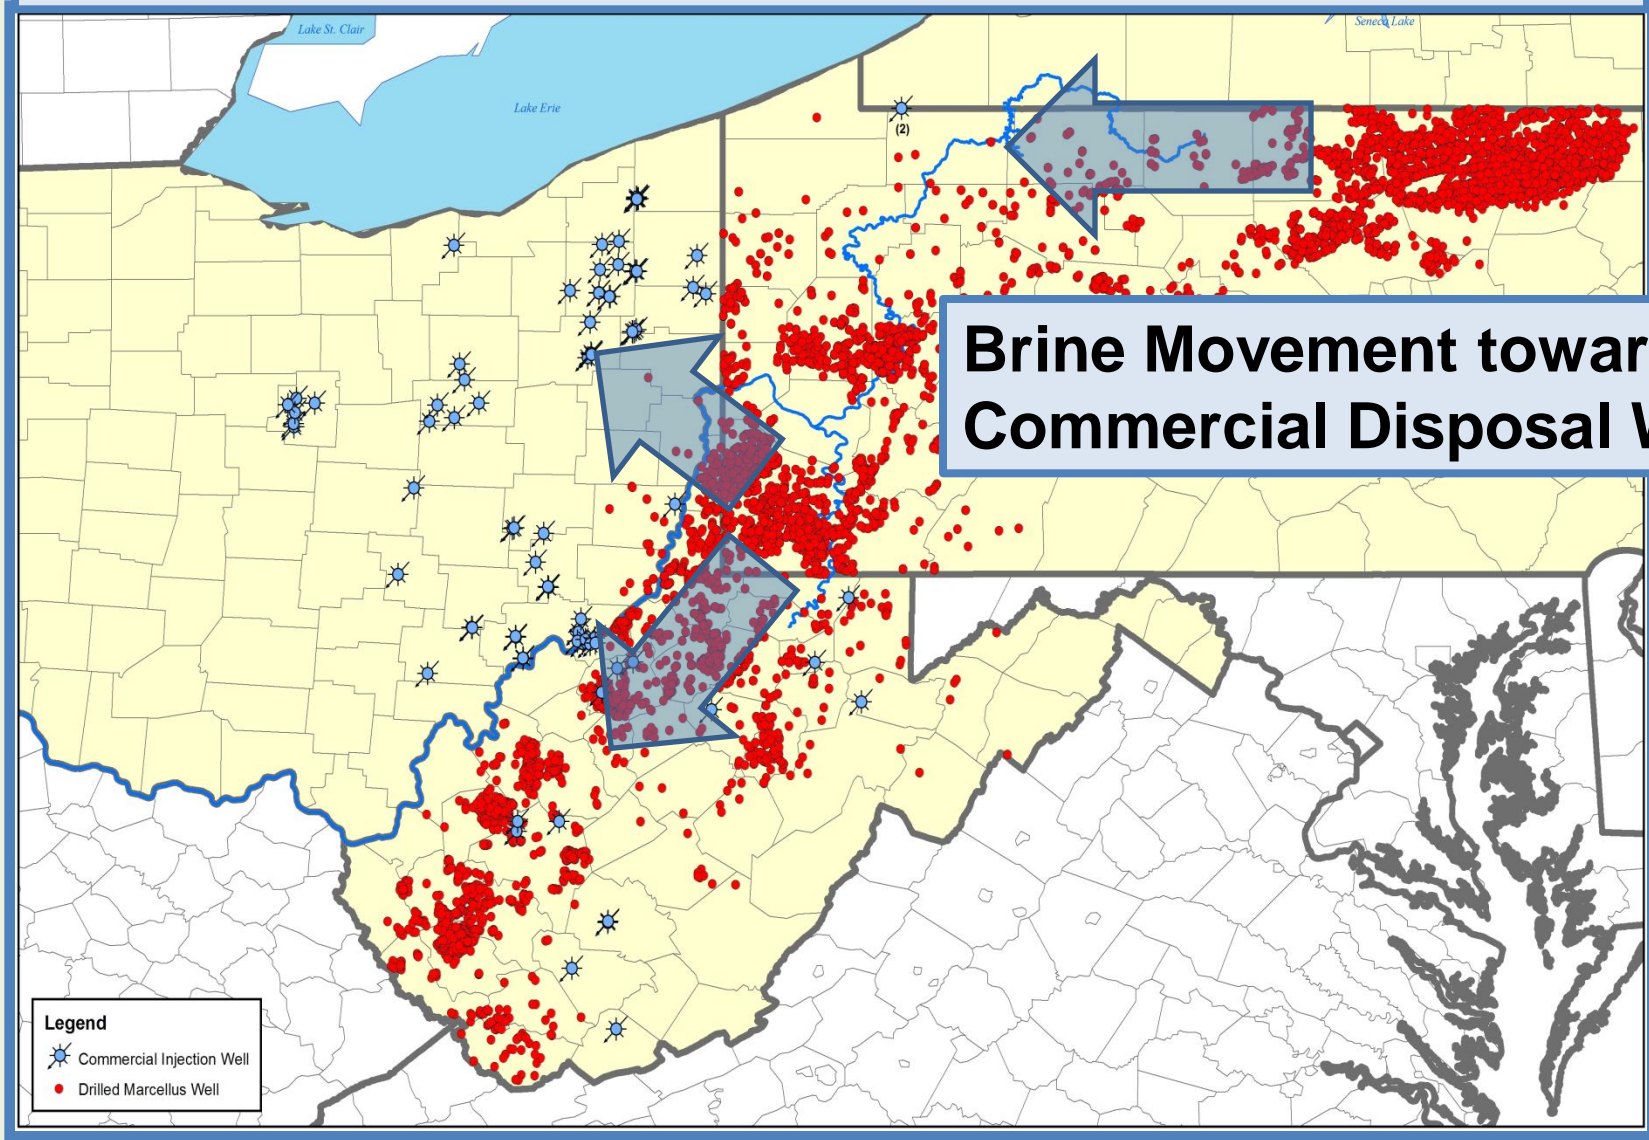 Lake St. Clair
Seneca Lake
Lake Erie
(2)
Brine Movement towar
Commercial Disposal W
Legend
Commercial Injection Well
Drilled Marcellus Well